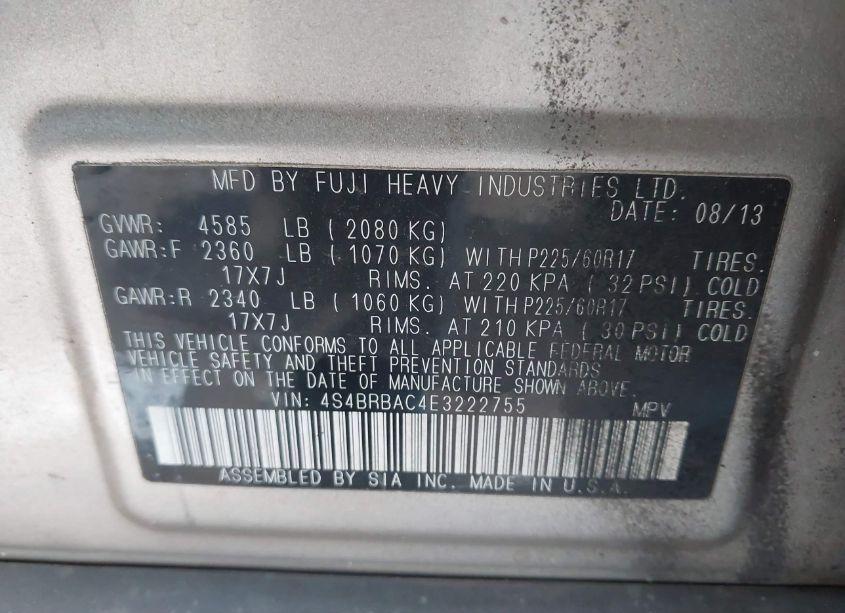 MFD BY FUJI HEAVY INDUSTRIES LTD.
DATE: 08/13
GVWR: 4585 LB ( 2080 KG)
GAWR:F 2360 LB ( 1070 KG) WITH P225/60R17 TIRES.
17X7J RIMS. AT 220 KPA ( 32 PSI) COLD
GAWR:R 2340 LB ( 1060 KG) WITH P225/60R17 TIRES.
17X7J RIMS. AT 210 KPA ( 30 PSI) COLD
THIS VEHICLE CONFORMS TO ALL APPLICABLE FEDERAL MOTOR
VEHICLE SAFETY AND THEFT PREVENTION STANDARDS
IN EFFECT ON THE DATE OF MANUFACTURE SHOWN ABOVE.
VIN: 4S4BRBAC4E3222755 MPV
ASSEMBLED BY SIA INC. MADE IN U.S.A.